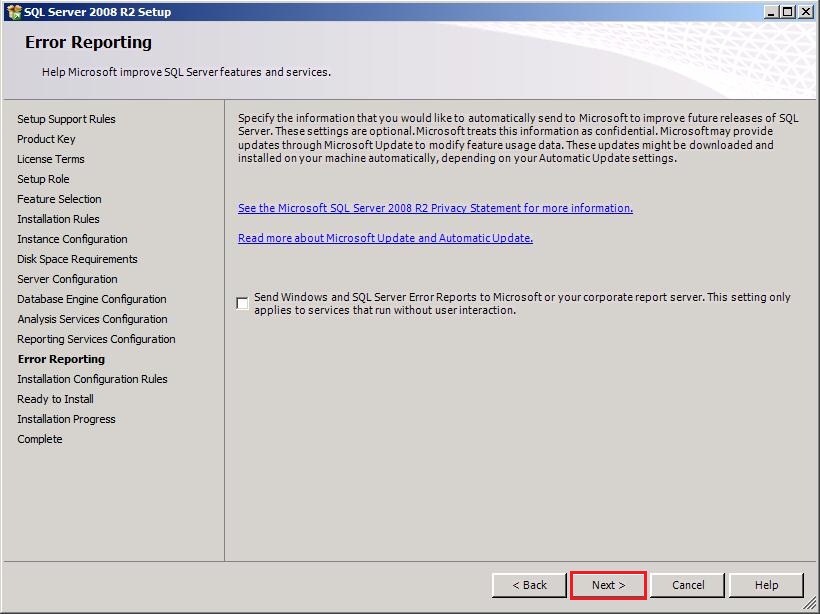 SQL Server 2008 R2 Setup
Error Reporting
Help Microsoft improve SQL Server features and services.
Setup Support Rules
Product Key
License Terms
Setup Role
Feature Selection
Installation Rules
Instance Configuration
Disk Space Requirements
Server Configuration
Database Engine Configuration
Analysis Services Configuration
Reporting Services Configuration
Error Reporting
Installation Configuration Rules
Ready to Install
Installation Progress
Complete
Specify the information that you would like to automatically send to Microsoft to improve future releases of SQL
Server. These settings are optional. Microsoft treats this information as confidential. Microsoft may provide
updates through Microsoft Update to modify feature usage data. These updates might be downloaded and
installed on your machine automatically, depending on your Automatic Update settings.
See the Microsoft SQL Server 2008 R2 Privacy Statement for more information.
Read more about Microsoft Update and Automatic Update.
Send Windows and SQL Server Error Reports to Microsoft or your corporate report server. This setting only
applies to services that run without user interaction.
< Back
Next >
Cancel
Help